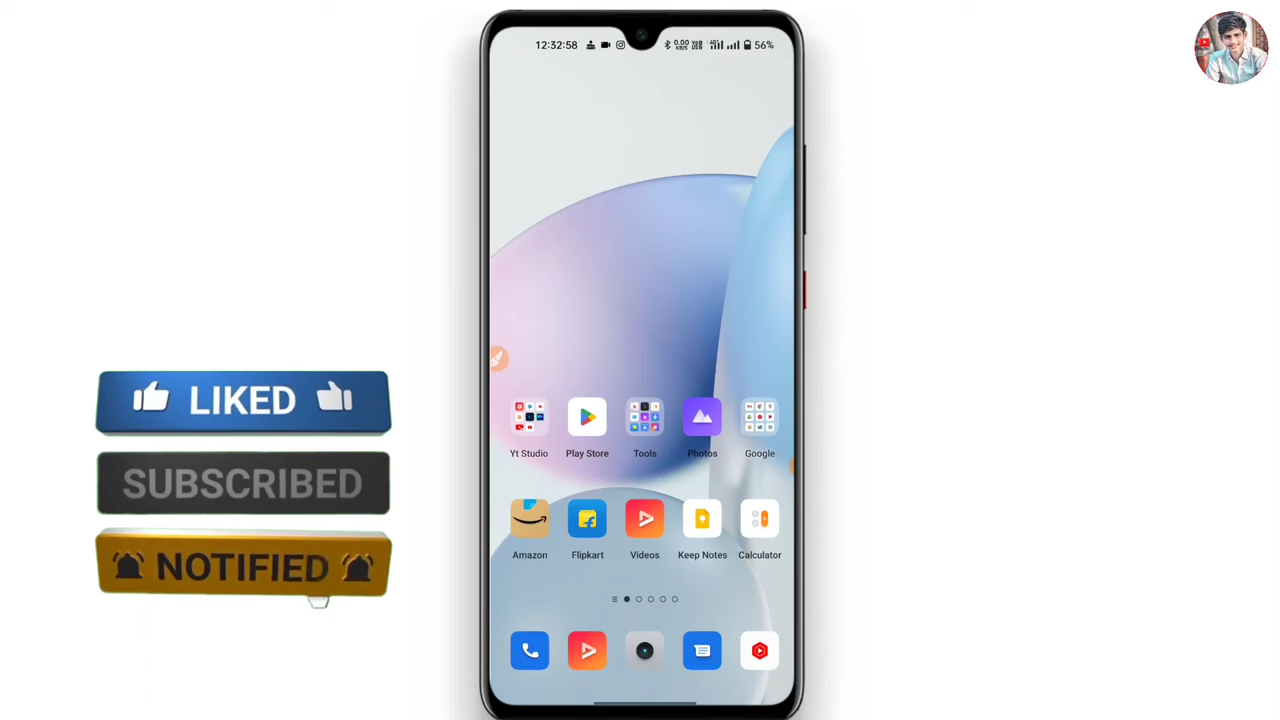 12:32:58 0.00 KB/S 4G 56%
Yt Studio Play Store Tools Photos Google
Amazon Flipkart Videos Keep Notes Calculator
LIKED
SUBSCRIBED
NOTIFIED